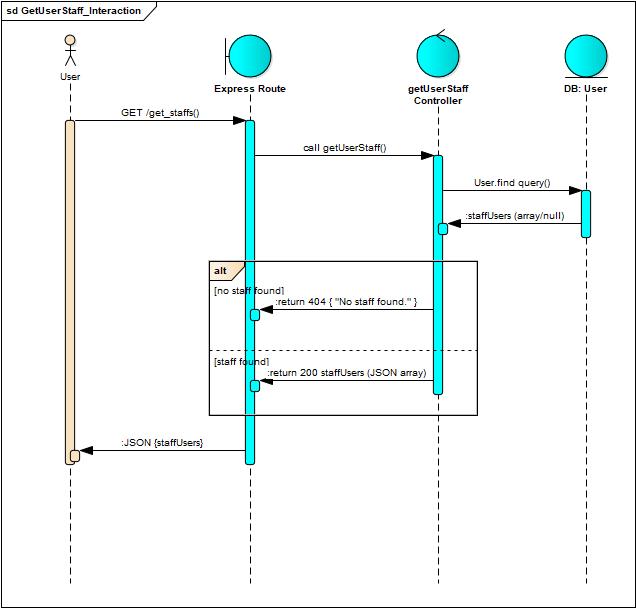 sd GetUserStaff_Interaction
User
Express Route
getUserStaff
Controller
DB: User
GET /get_staffs()
call getUserStaff()
User.find query()
:staffUsers (array/null)
alt
[no staff found]
:return 404 { "No staff found." }
[staff found]
:return 200 staffUsers (JSON array)
:JSON {staffUsers}